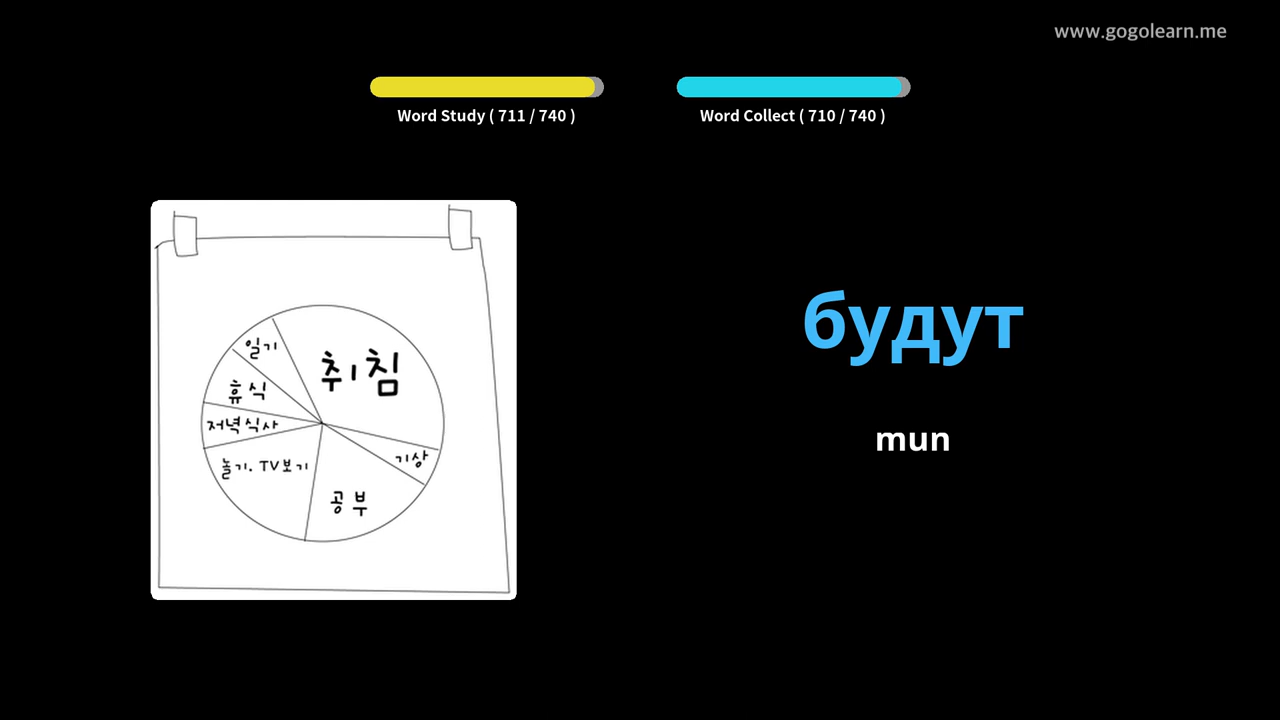 www.gogolearn.me
Word Study ( 711 / 740 )
Word Collect ( 710 / 740 )
일기
취침
휴식
저녁식사
놀기. TV보기
기상
공부
будут
mun